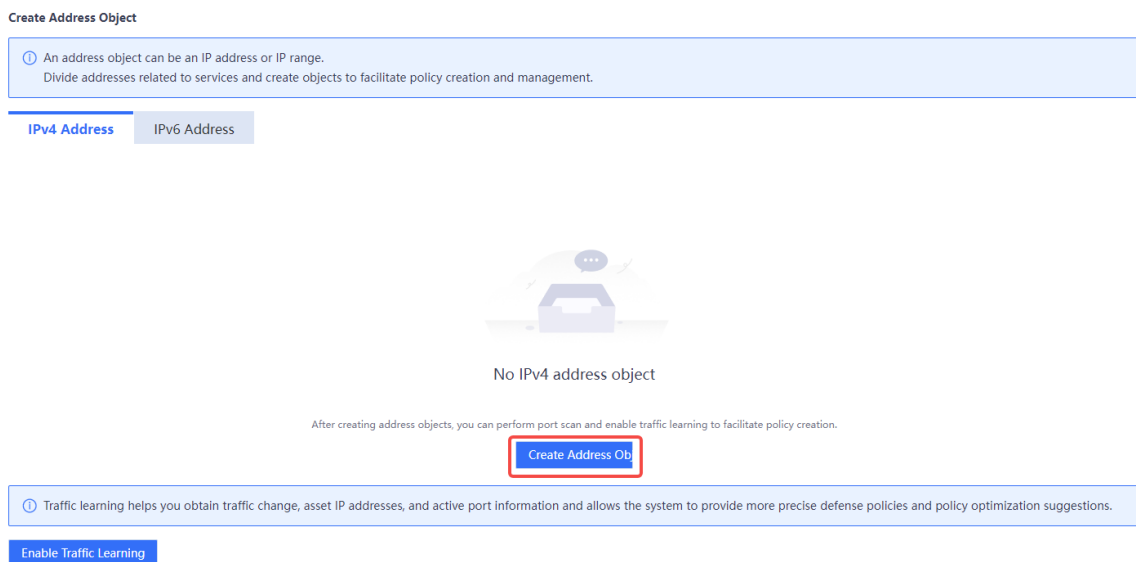 Create Address Object
An address object can be an IP address or IP range.
Divide addresses related to services and create objects to facilitate policy creation and management.
IPv4 Address
IPv6 Address
No IPv4 address object
After creating address objects, you can perform port scan and enable traffic learning to facilitate policy creation.
Create Address Ob
Traffic learning helps you obtain traffic change, asset IP addresses, and active port information and allows the system to provide more precise defense policies and policy optimization suggestions.
Enable Traffic Learning